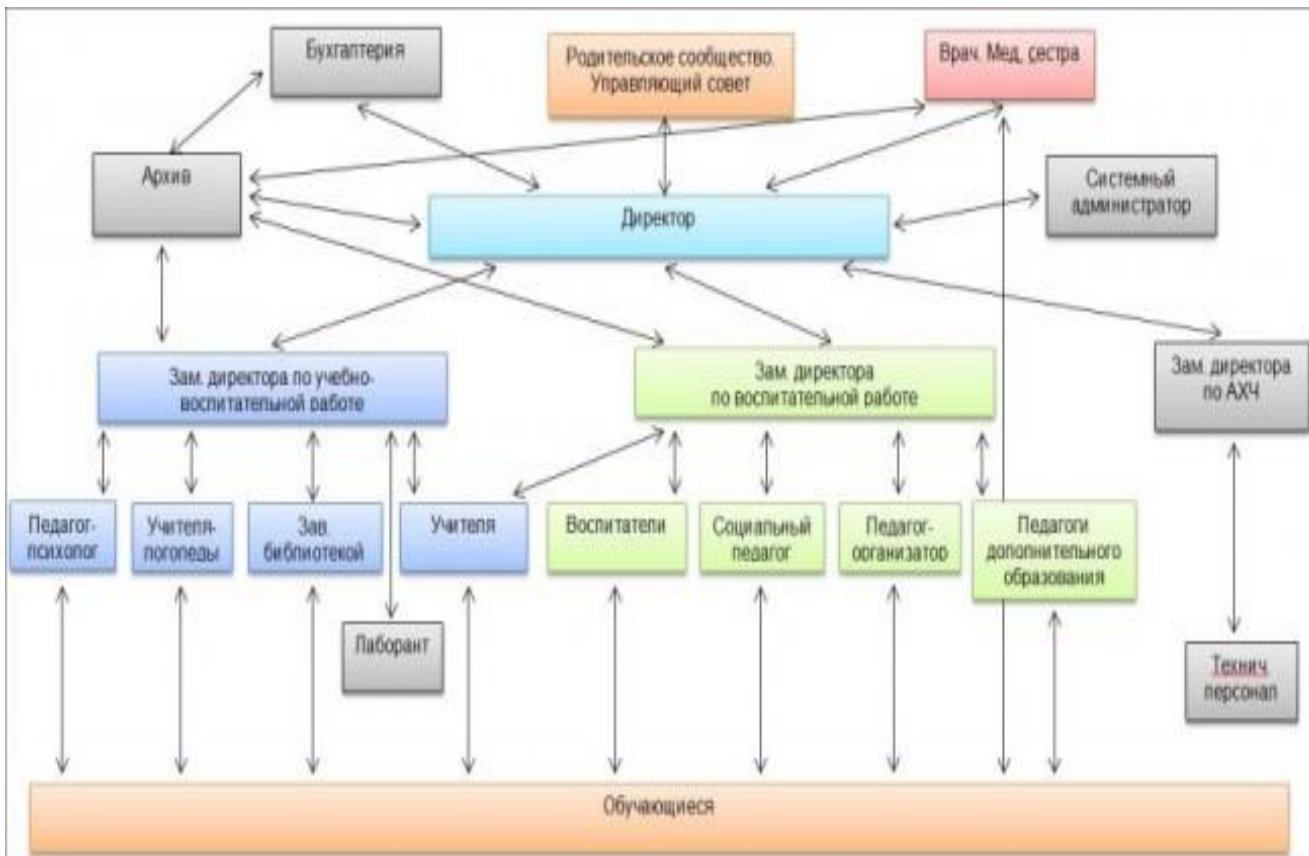 Бухгалтерия
Родительское сообщество.
Управляющий совет
Врач. Мед, сестра
Архив
Системный
администратор
Директор
Зам. директора по учебно-
воспитательной работе
Зам. директора
по воспитательной работе
Зам. директора
по АХЧ
Педагог-
психолог
Учителя-
логопеды
Зав.
библиотекой
Учителя
Воспитатели
Социальный
педагог
Педагог-
организатор
Педагоги
дополнительного
образования
Лаборант
Технич.
персонал
Обучающиеся